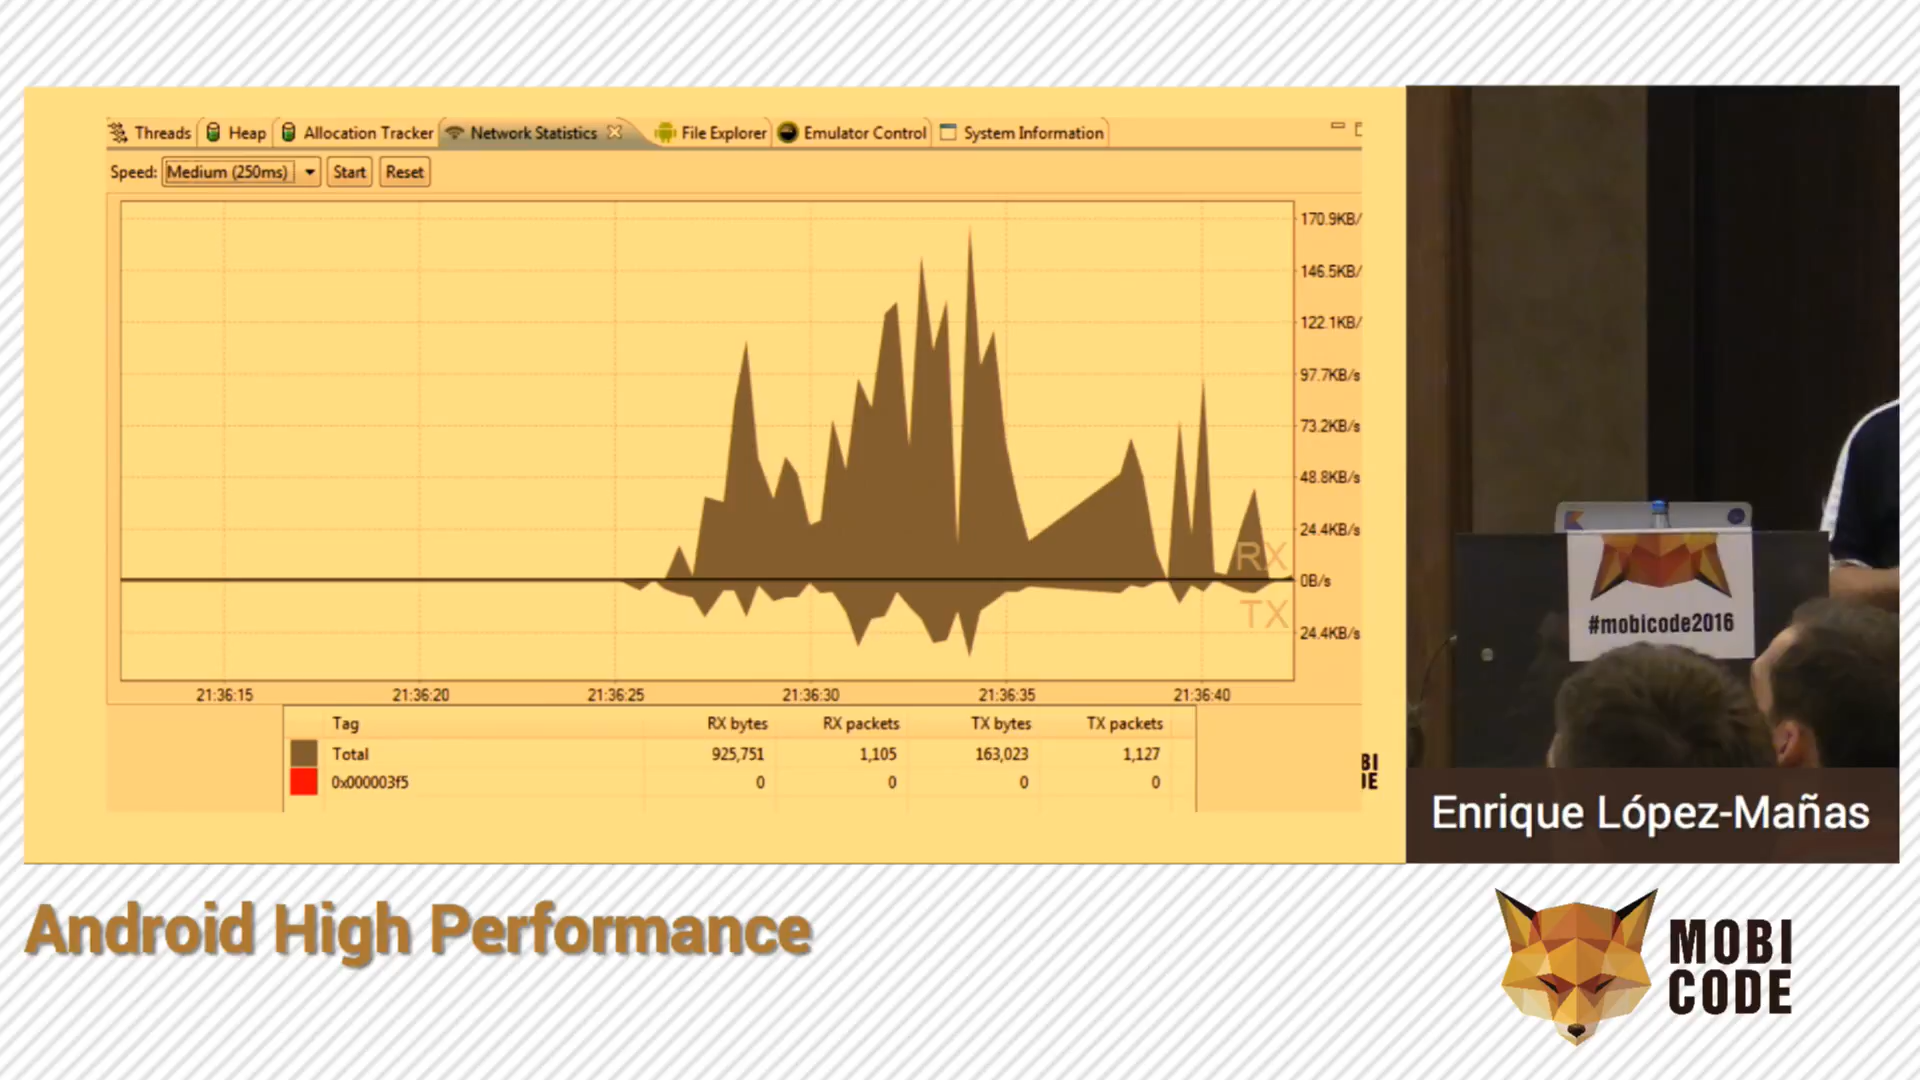 Threads Heap Allocation Tracker Network Statistics File Explorer Emulator Control System Information
Speed: Medium (250ms) Start Reset
170.9KB/
146.5KB/
122.1KB/
97.7KB/s
73.2KB/s
48.8KB/s
24.4KB/s
RX
0B/s
TX
24.4KB/s
21:36:15 21:36:20 21:36:25 21:36:30 21:36:35 21:36:40
Tag RX bytes RX packets TX bytes TX packets
Total 925,751 1,105 163,023 1,127
0x000003f5 0 0 0 0
BI
IE
#mobicode2016
Enrique López-Mañas
Android High Performance
MOBI
CODE